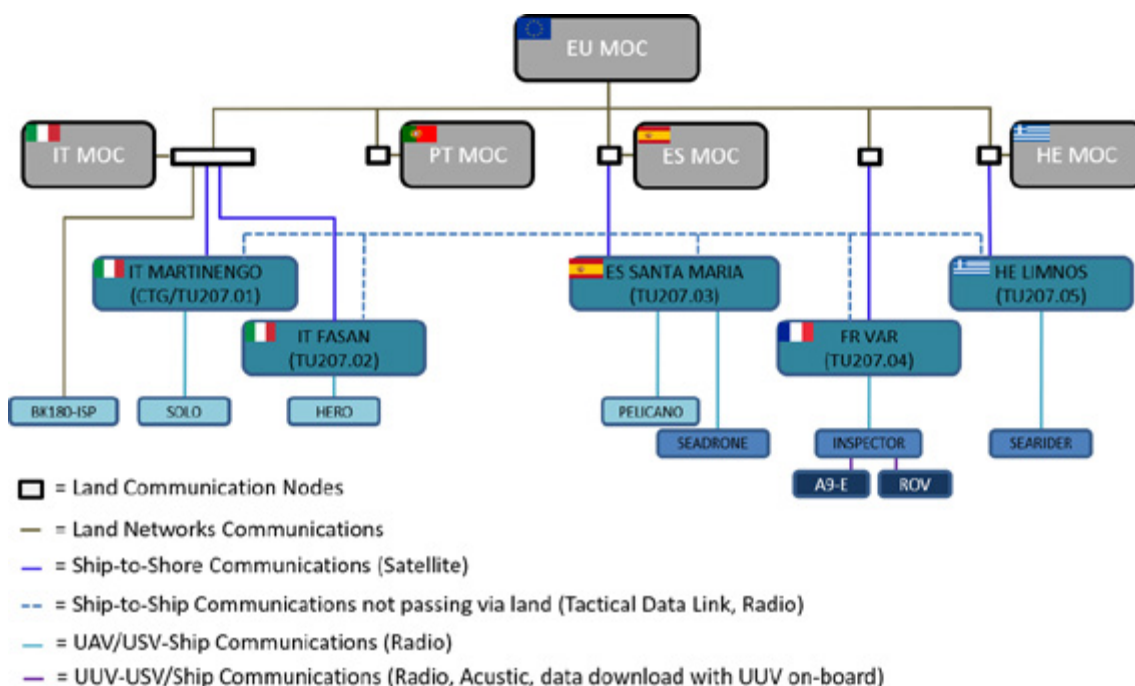 EU MOC
IT MOC
PT MOC
ES MOC
HE MOC
IT MARTINENGO
(CTG/TU207.01)
ES SANTA MARIA
(TU207.03)
HE LIMNOS
(TU207.05)
IT FASAN
(TU207.02)
FR VAR
(TU207.04)
BK180-ISP
SOLO
HERO
PELICANO
SEADRONE
INSPECTOR
SEARIDER
A9-E
ROV
= Land Communication Nodes
= Land Networks Communications
= Ship-to-Shore Communications (Satellite)
= Ship-to-Ship Communications not passing via land (Tactical Data Link, Radio)
= UAV/USV-Ship Communications (Radio)
= UUV-USV/Ship Communications (Radio, Acustic, data download with UUV on-board)